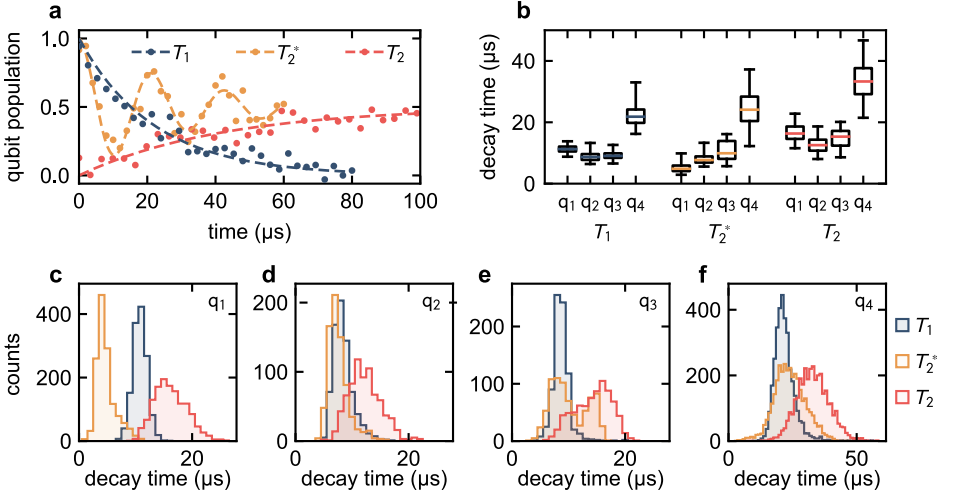 a
1.0
0.5
0.0
qubit population
T₁
T₂*
T₂
0
20
40
60
80
100
time (µs)
b
40
20
0
decay time (µs)
q₁ q₂ q₃ q₄ q₁ q₂ q₃ q₄ q₁ q₂ q₃ q₄
T₁ T₂* T₂
c
q₁
400
200
0
counts
0 20
decay time (µs)
d
q₂
200
100
0
0 20
decay time (µs)
e
q₃
200
100
0
0 20
decay time (µs)
f
q₄
400
200
0
0 50
decay time (µs)
T₁
T₂*
T₂